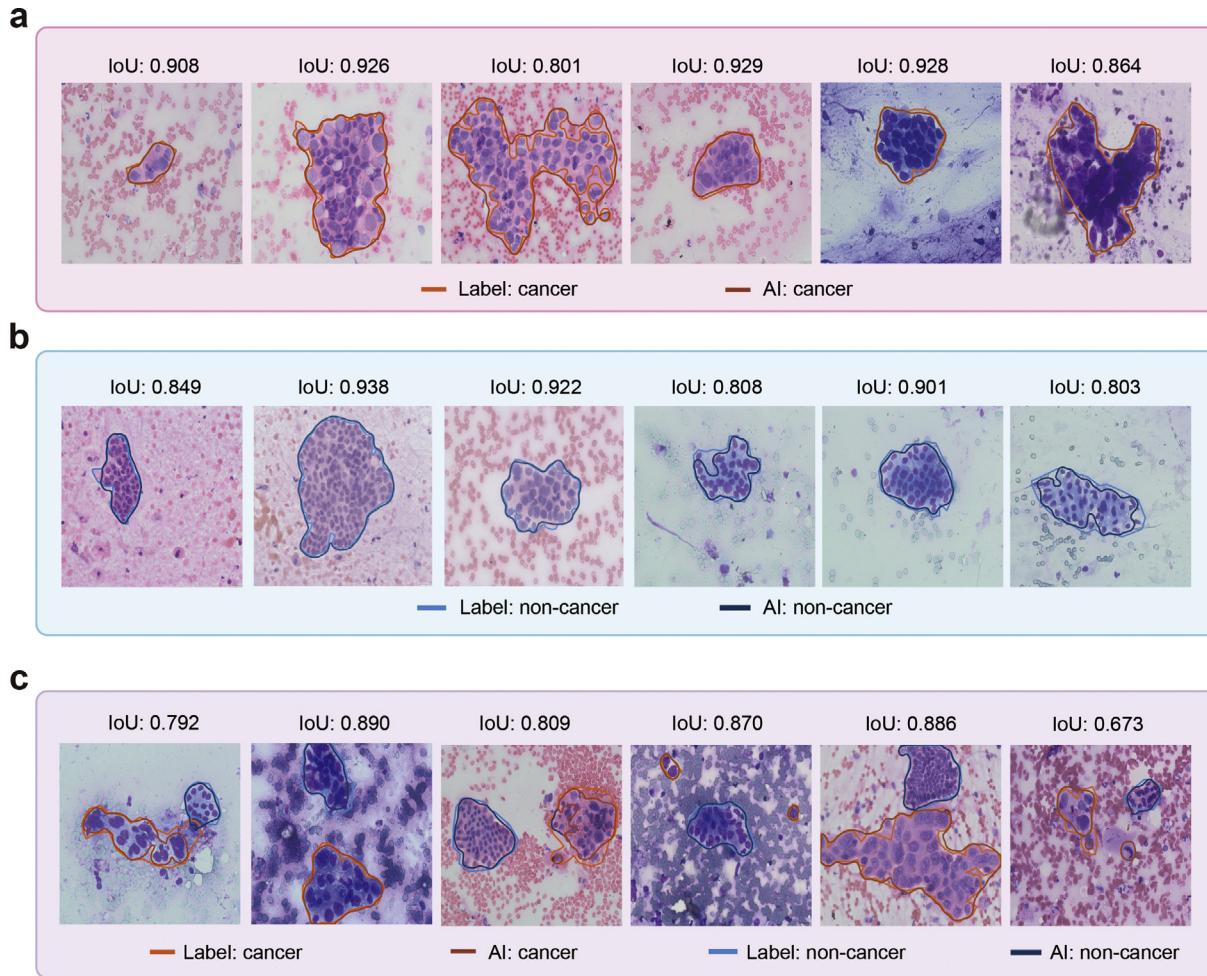 a
IoU: 0.908 IoU: 0.926 IoU: 0.801 IoU: 0.929 IoU: 0.928 IoU: 0.864
Label: cancer AI: cancer
b
IoU: 0.849 IoU: 0.938 IoU: 0.922 IoU: 0.808 IoU: 0.901 IoU: 0.803
Label: non-cancer AI: non-cancer
c
IoU: 0.792 IoU: 0.890 IoU: 0.809 IoU: 0.870 IoU: 0.886 IoU: 0.673
Label: cancer AI: cancer Label: non-cancer AI: non-cancer